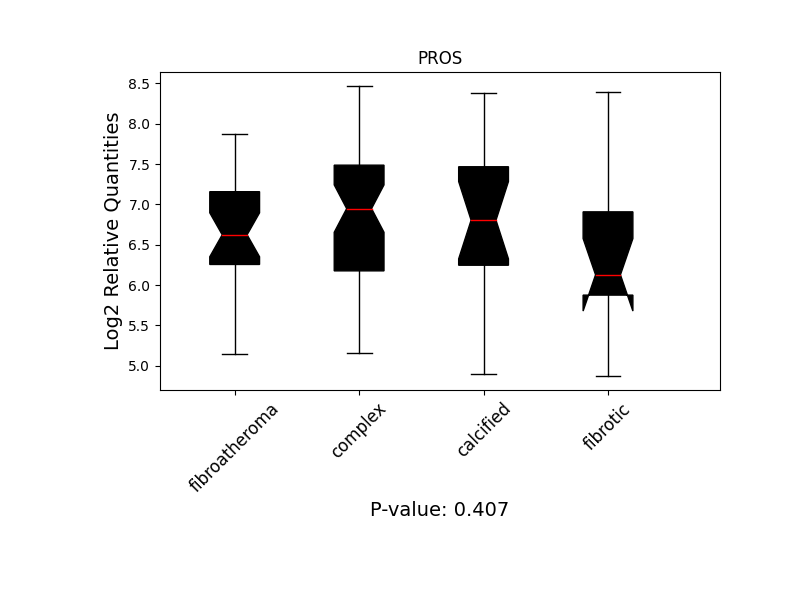 PROS
Log2 Relative Quantities
8.5
8.0
7.5
7.0
6.5
6.0
5.5
5.0
fibroatheroma
complex
calcified
fibrotic
P-value: 0.407